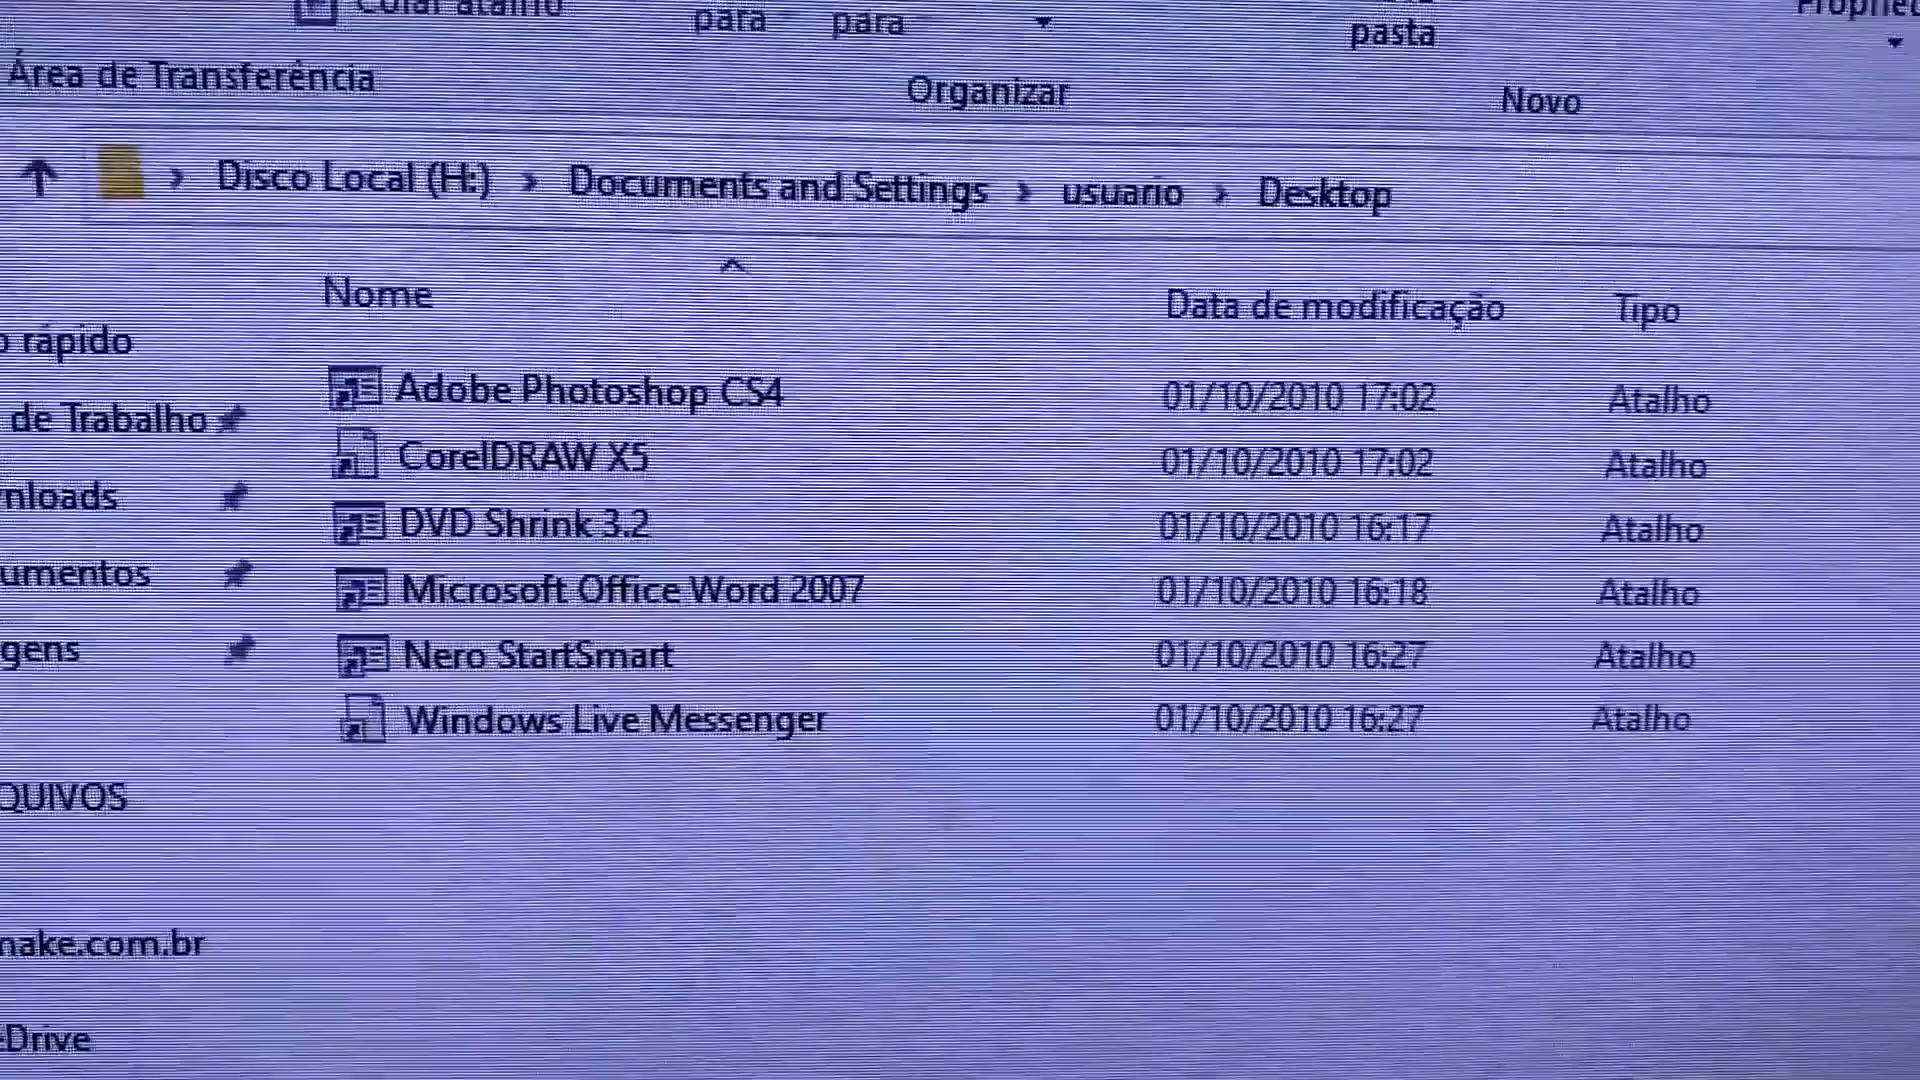 Colar atalho
para para
pasta
Área de Transferência Organizar Novo
Disco Local (H:) › Documents and Settings › usuario › Desktop
Nome Data de modificação Tipo
rápido
Adobe Photoshop CS4 01/10/2010 17:02 Atalho
de Trabalho
CorelDRAW X5 01/10/2010 17:02 Atalho
nloads
DVD Shrink 3.2 01/10/2010 16:17 Atalho
umentos
Microsoft Office Word 2007 01/10/2010 16:18 Atalho
gens
Nero StartSmart 01/10/2010 16:27 Atalho
Windows Live Messenger 01/10/2010 16:27 Atalho
QUIVOS
make.com.br
Drive